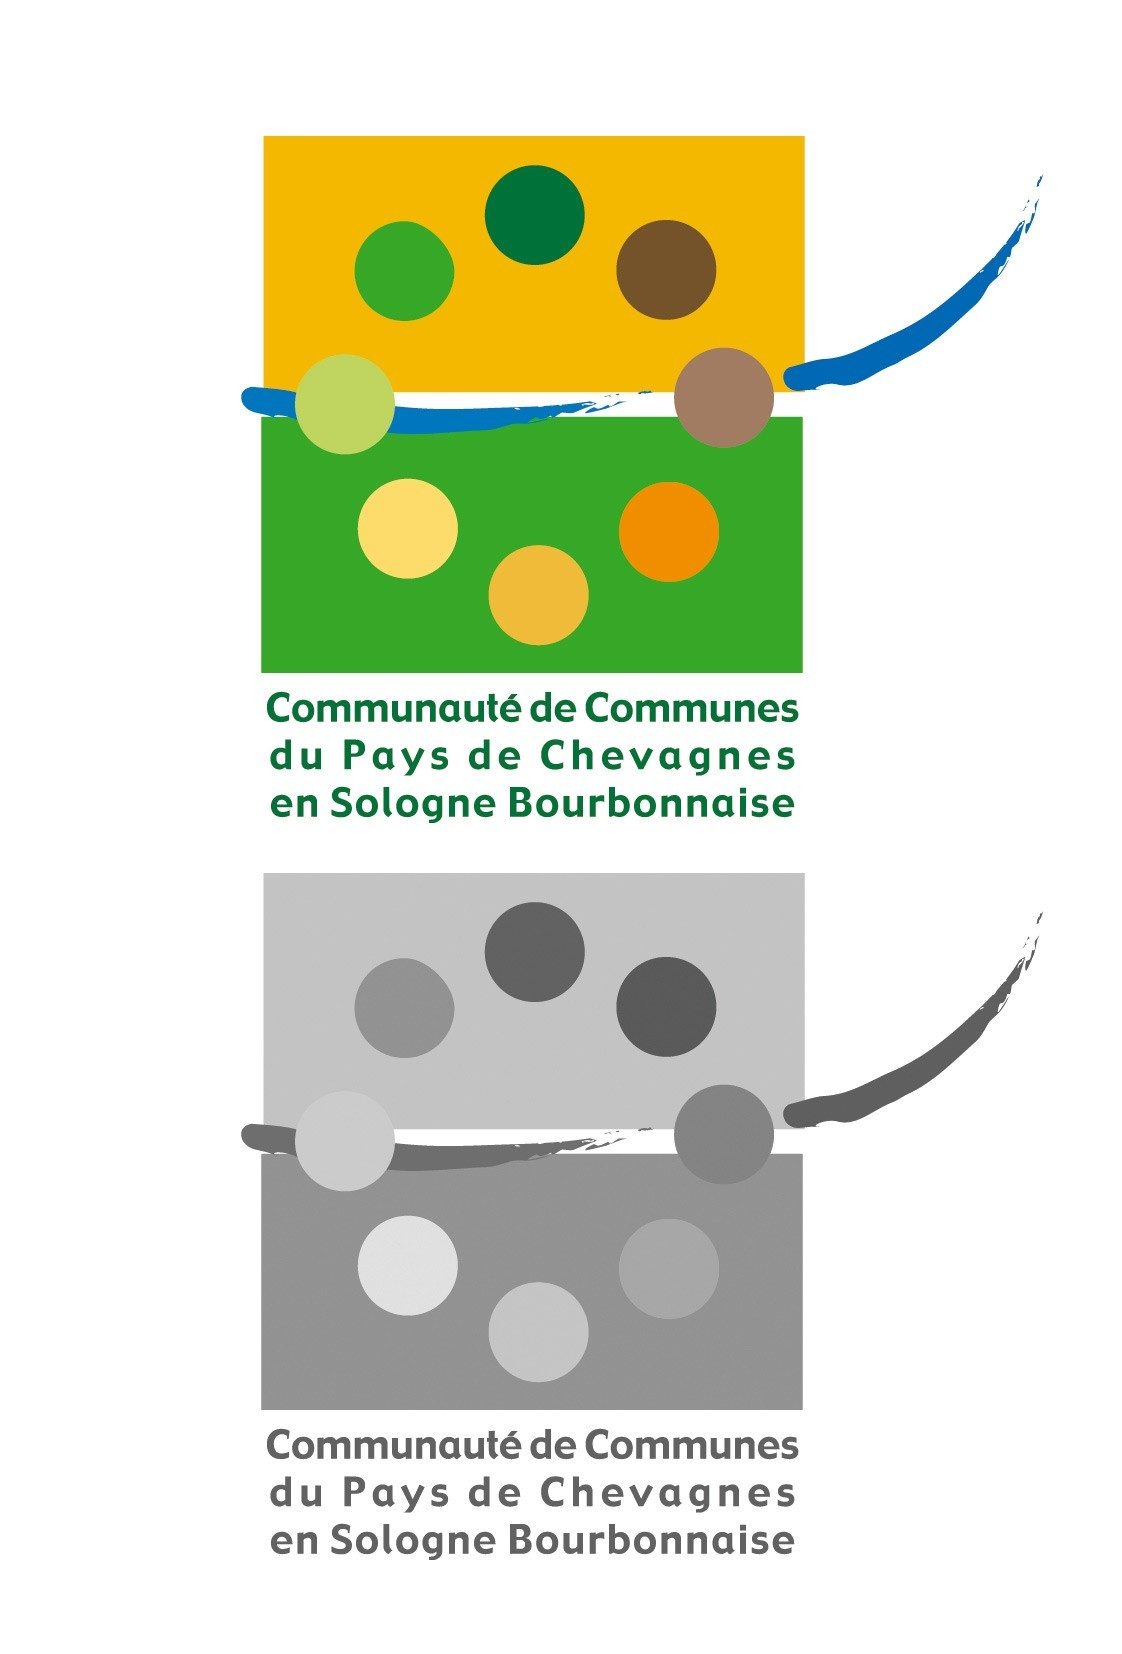 Communauté de Communes
du Pays de Chevagnes
en Sologne Bourbonnaise
Communauté de Communes
du Pays de Chevagnes
en Sologne Bourbonnaise